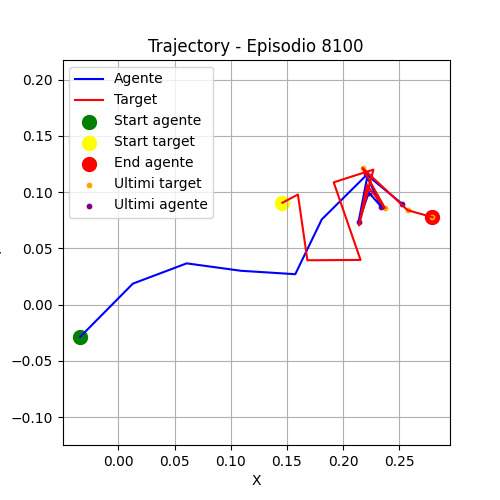 Trajectory - Episodio 8100
Agente
Target
Start agente
Start target
End agente
Ultimi target
Ultimi agente
0.20
0.15
0.10
0.05
0.00
−0.05
−0.10
0.00 0.05 0.10 0.15 0.20 0.25
X